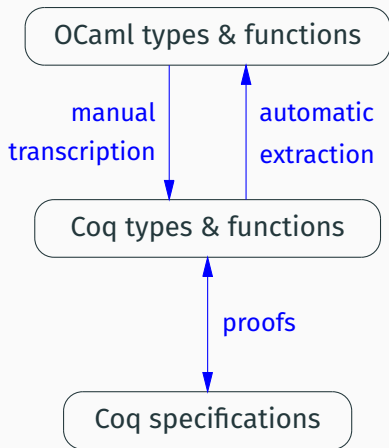 OCaml types & functions
manual
transcription
automatic
extraction
Coq types & functions
proofs
Coq specifications